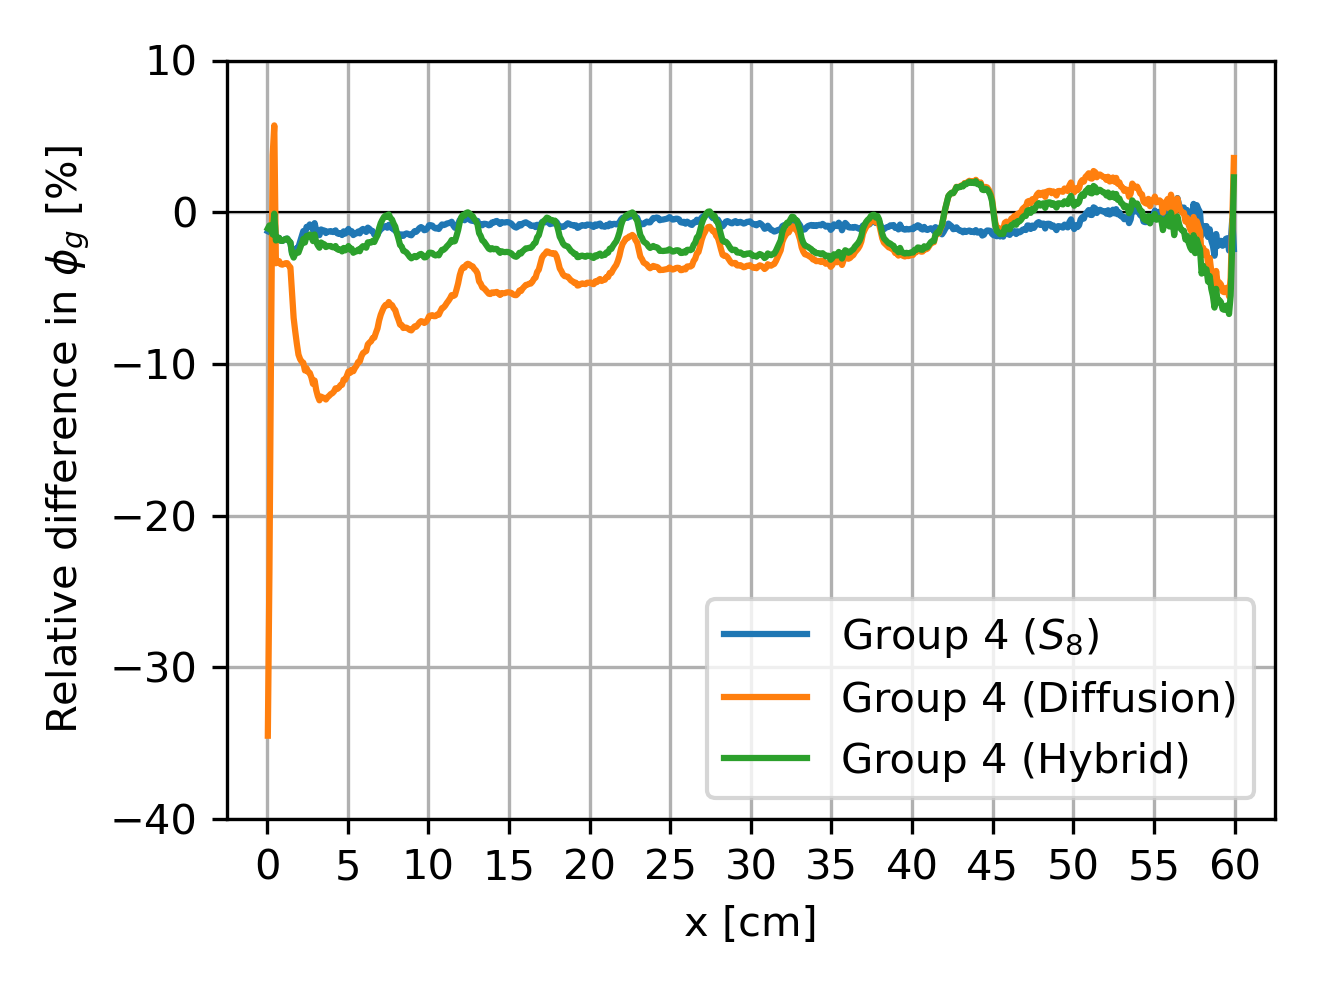 10
0
−10
−20
−30
−40
Relative difference in ϕg [%]
Group 4 (S8)
Group 4 (Diffusion)
Group 4 (Hybrid)
0 5 10 15 20 25 30 35 40 45 50 55 60
x [cm]